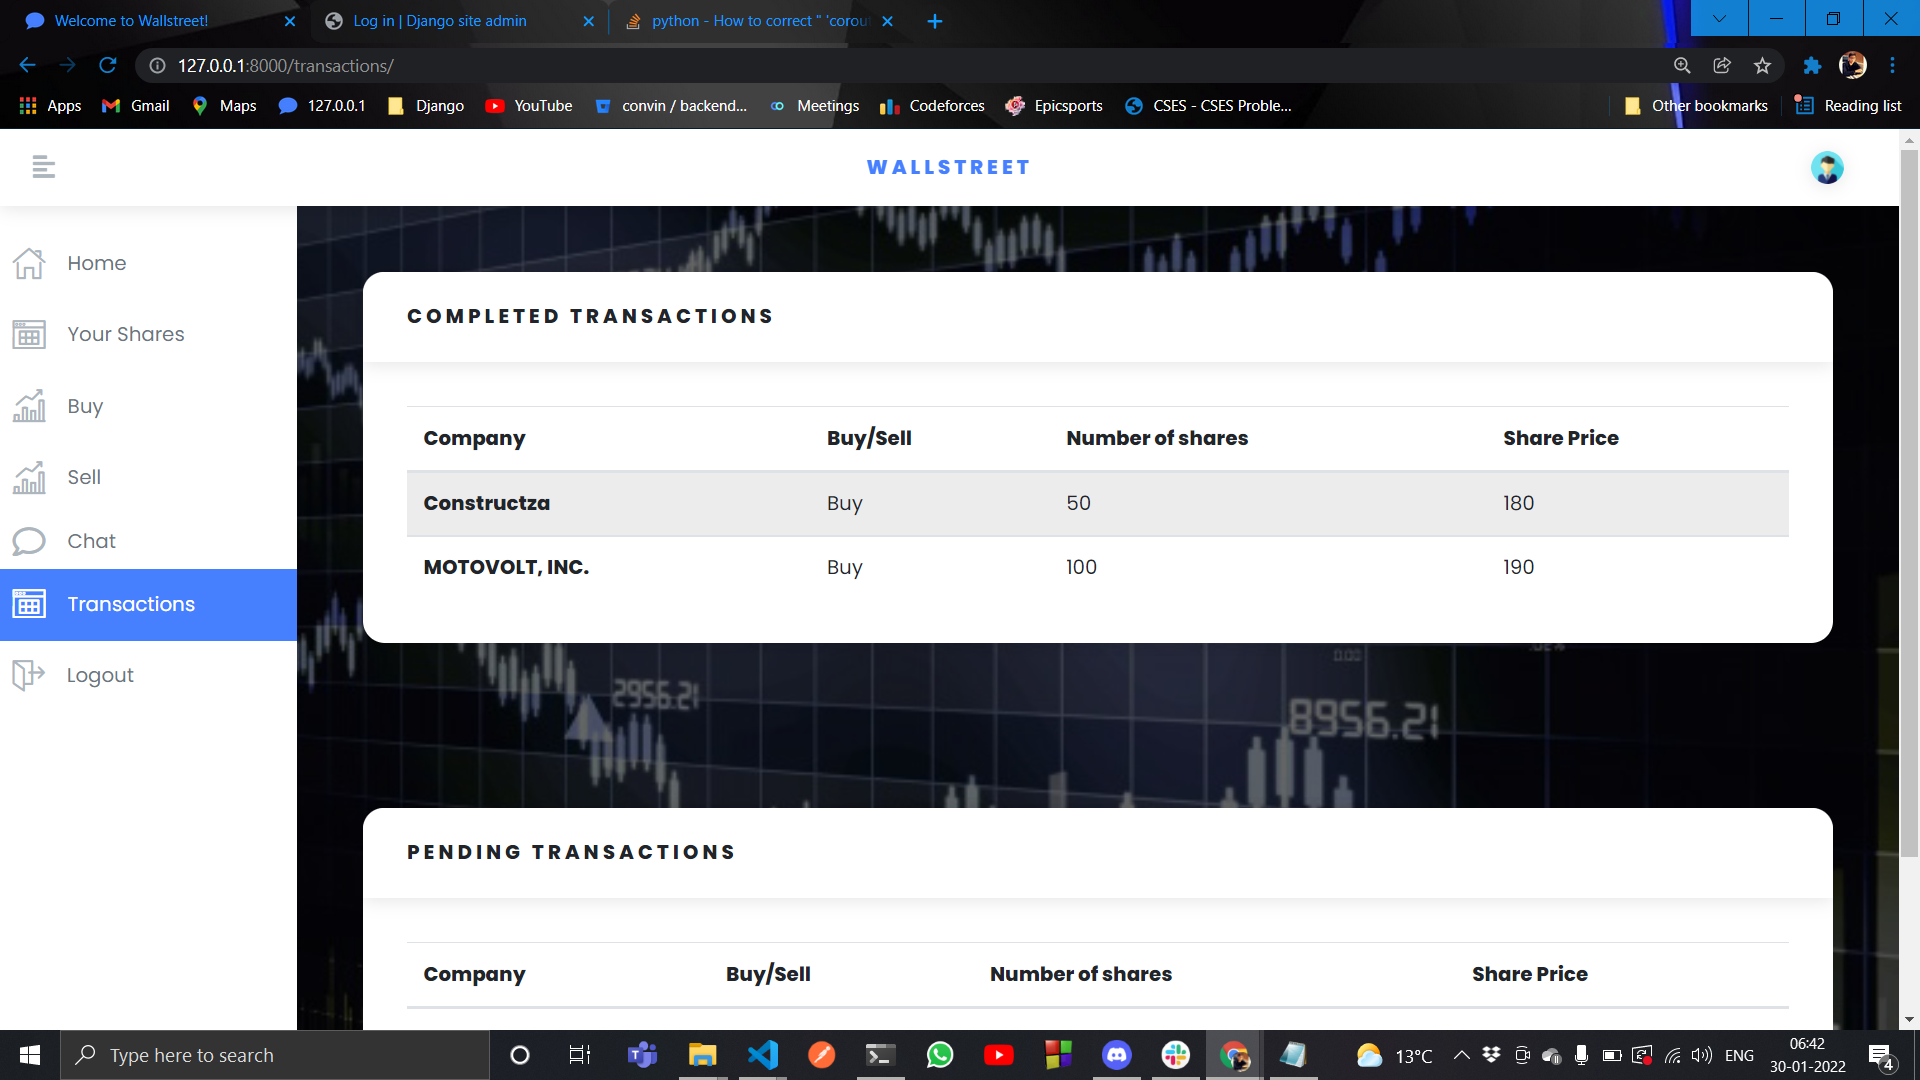 Welcome to Wallstreet!
Log in | Django site admin
python - How to correct " 'corou
127.0.0.1:8000/transactions/
Apps
Gmail
Maps
127.0.0.1
Django
YouTube
convin / backend...
Meetings
Codeforces
Epicsports
CSES - CSES Proble...
Other bookmarks
Reading list
WALLSTREET
Home
Your Shares
Buy
Sell
Chat
Transactions
Logout
COMPLETED TRANSACTIONS
Company Buy/Sell Number of shares Share Price
Constructza Buy 50 180
MOTOVOLT, INC. Buy 100 190
2956.21
8956.21
0.00
PENDING TRANSACTIONS
Company Buy/Sell Number of shares Share Price
Type here to search
13°C
ENG
06:42
30-01-2022
4